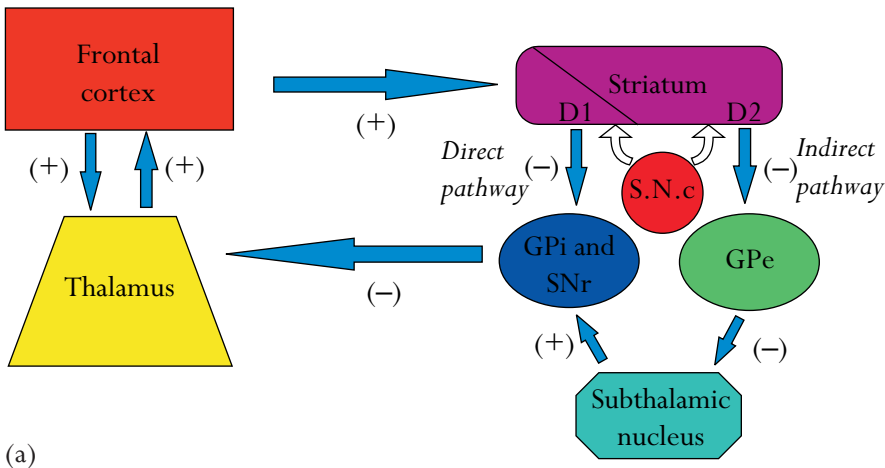 Frontal
cortex
(+)
Striatum
D1
D2
(+)
(+)
Direct
pathway
(−)
S.N.c
(−)
Indirect
pathway
Thalamus
(−)
GPi and
SNr
GPe
(+)
(−)
Subthalamic
nucleus
(a)